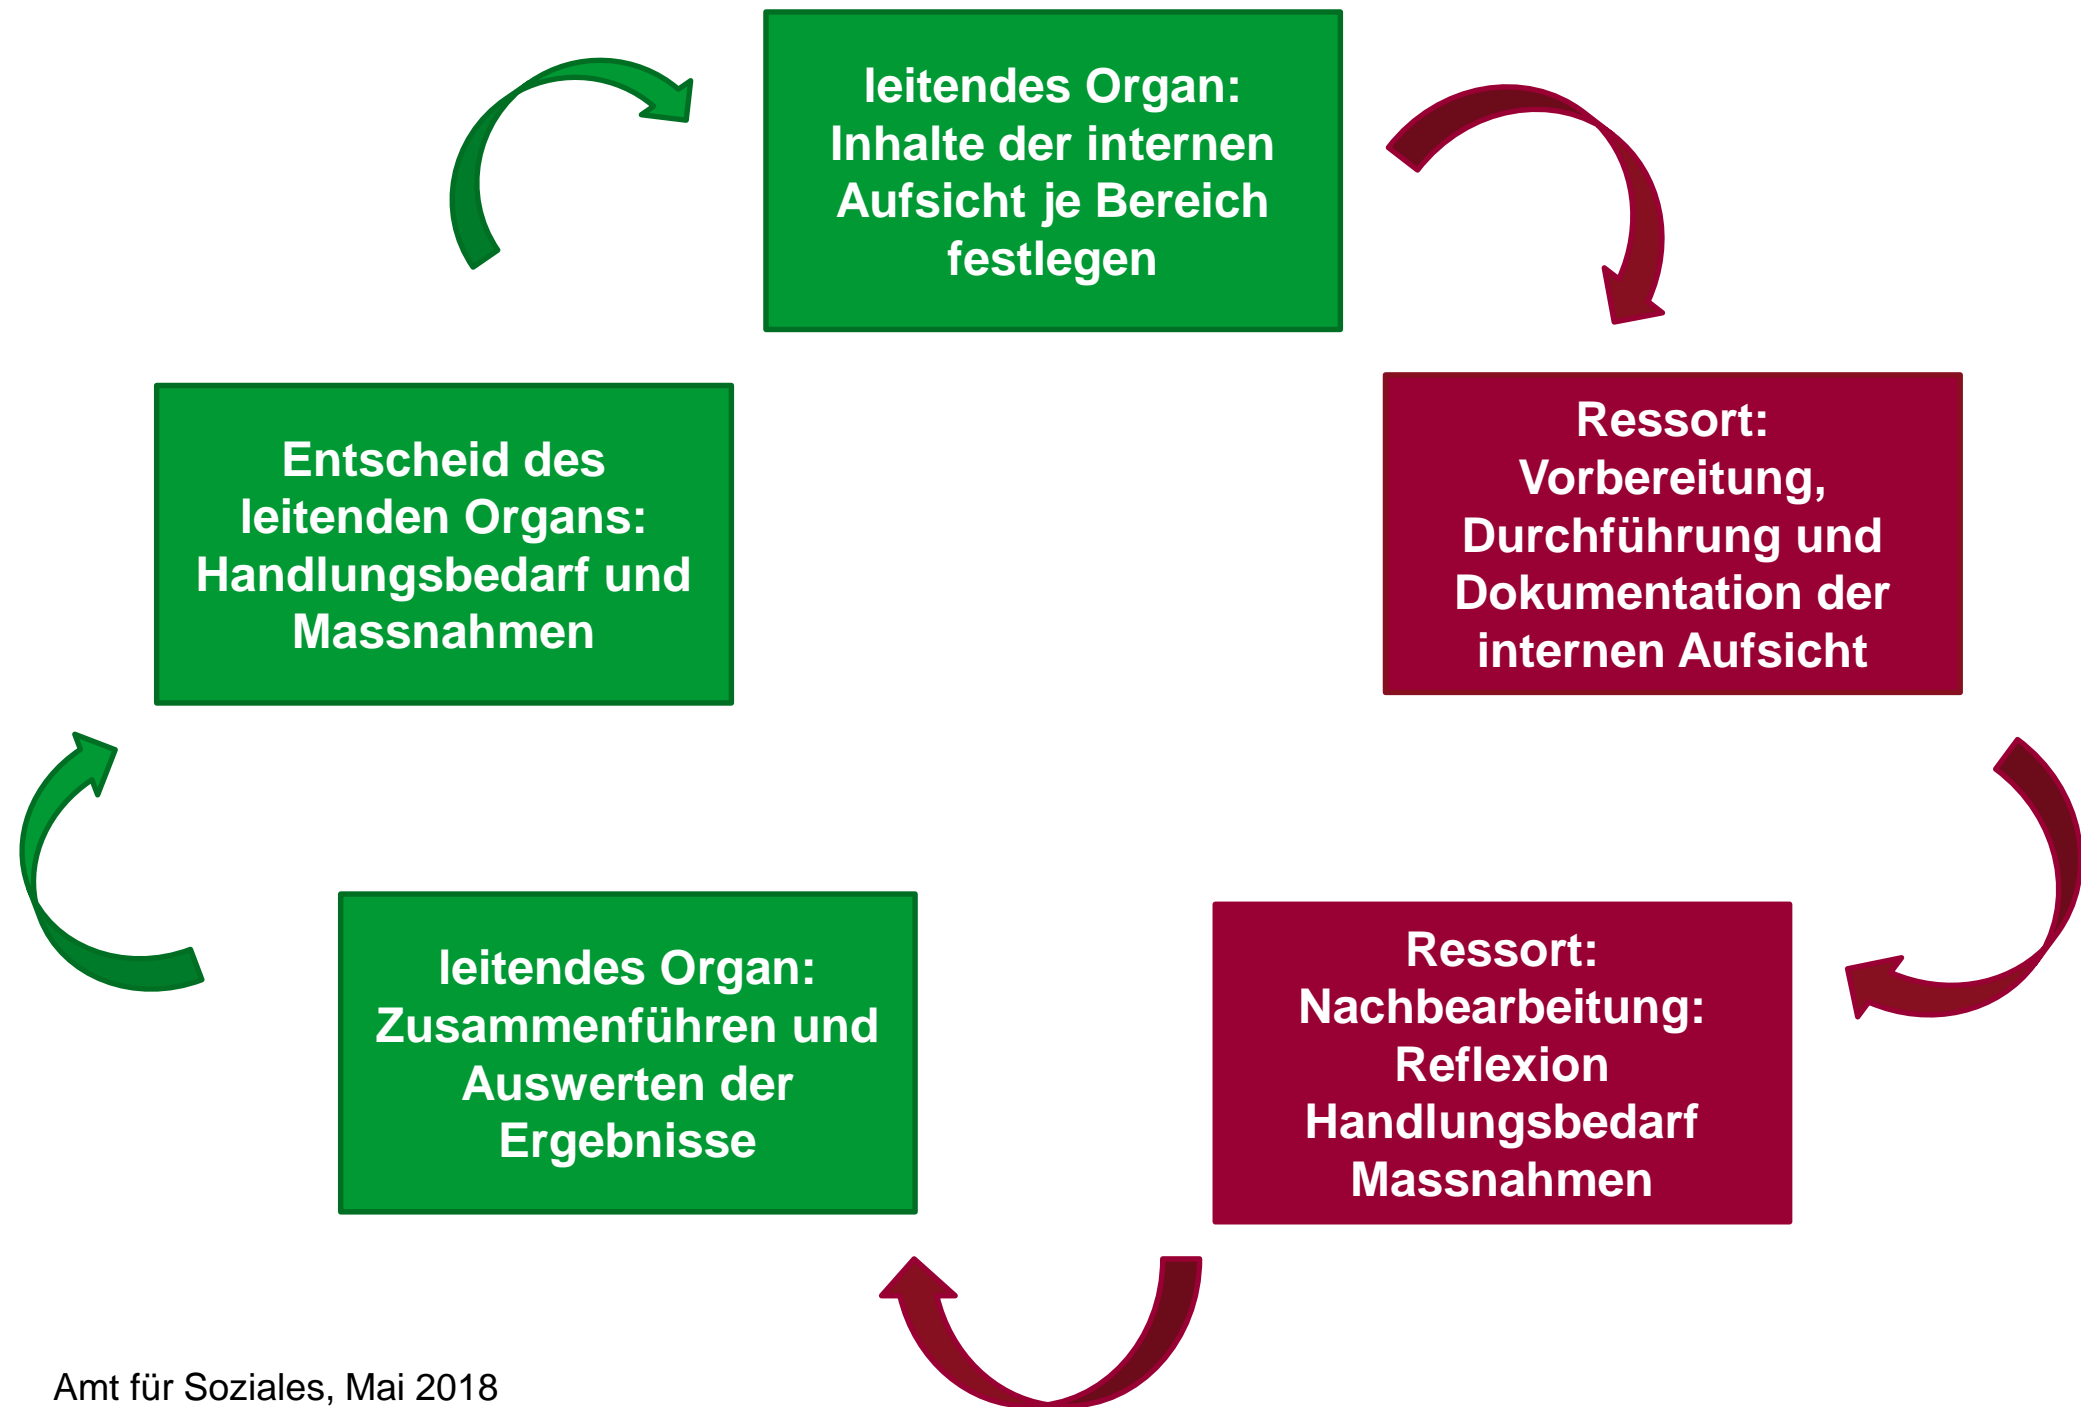 leitendes Organ:
Inhalte der internen
Aufsicht je Bereich
festlegen
Ressort:
Vorbereitung,
Durchführung und
Dokumentation der
internen Aufsicht
Ressort:
Nachbearbeitung:
Reflexion
Handlungsbedarf
Massnahmen
leitendes Organ:
Zusammenführen und
Auswerten der
Ergebnisse
Entscheid des
leitenden Organs:
Handlungsbedarf und
Massnahmen
Amt für Soziales, Mai 2018